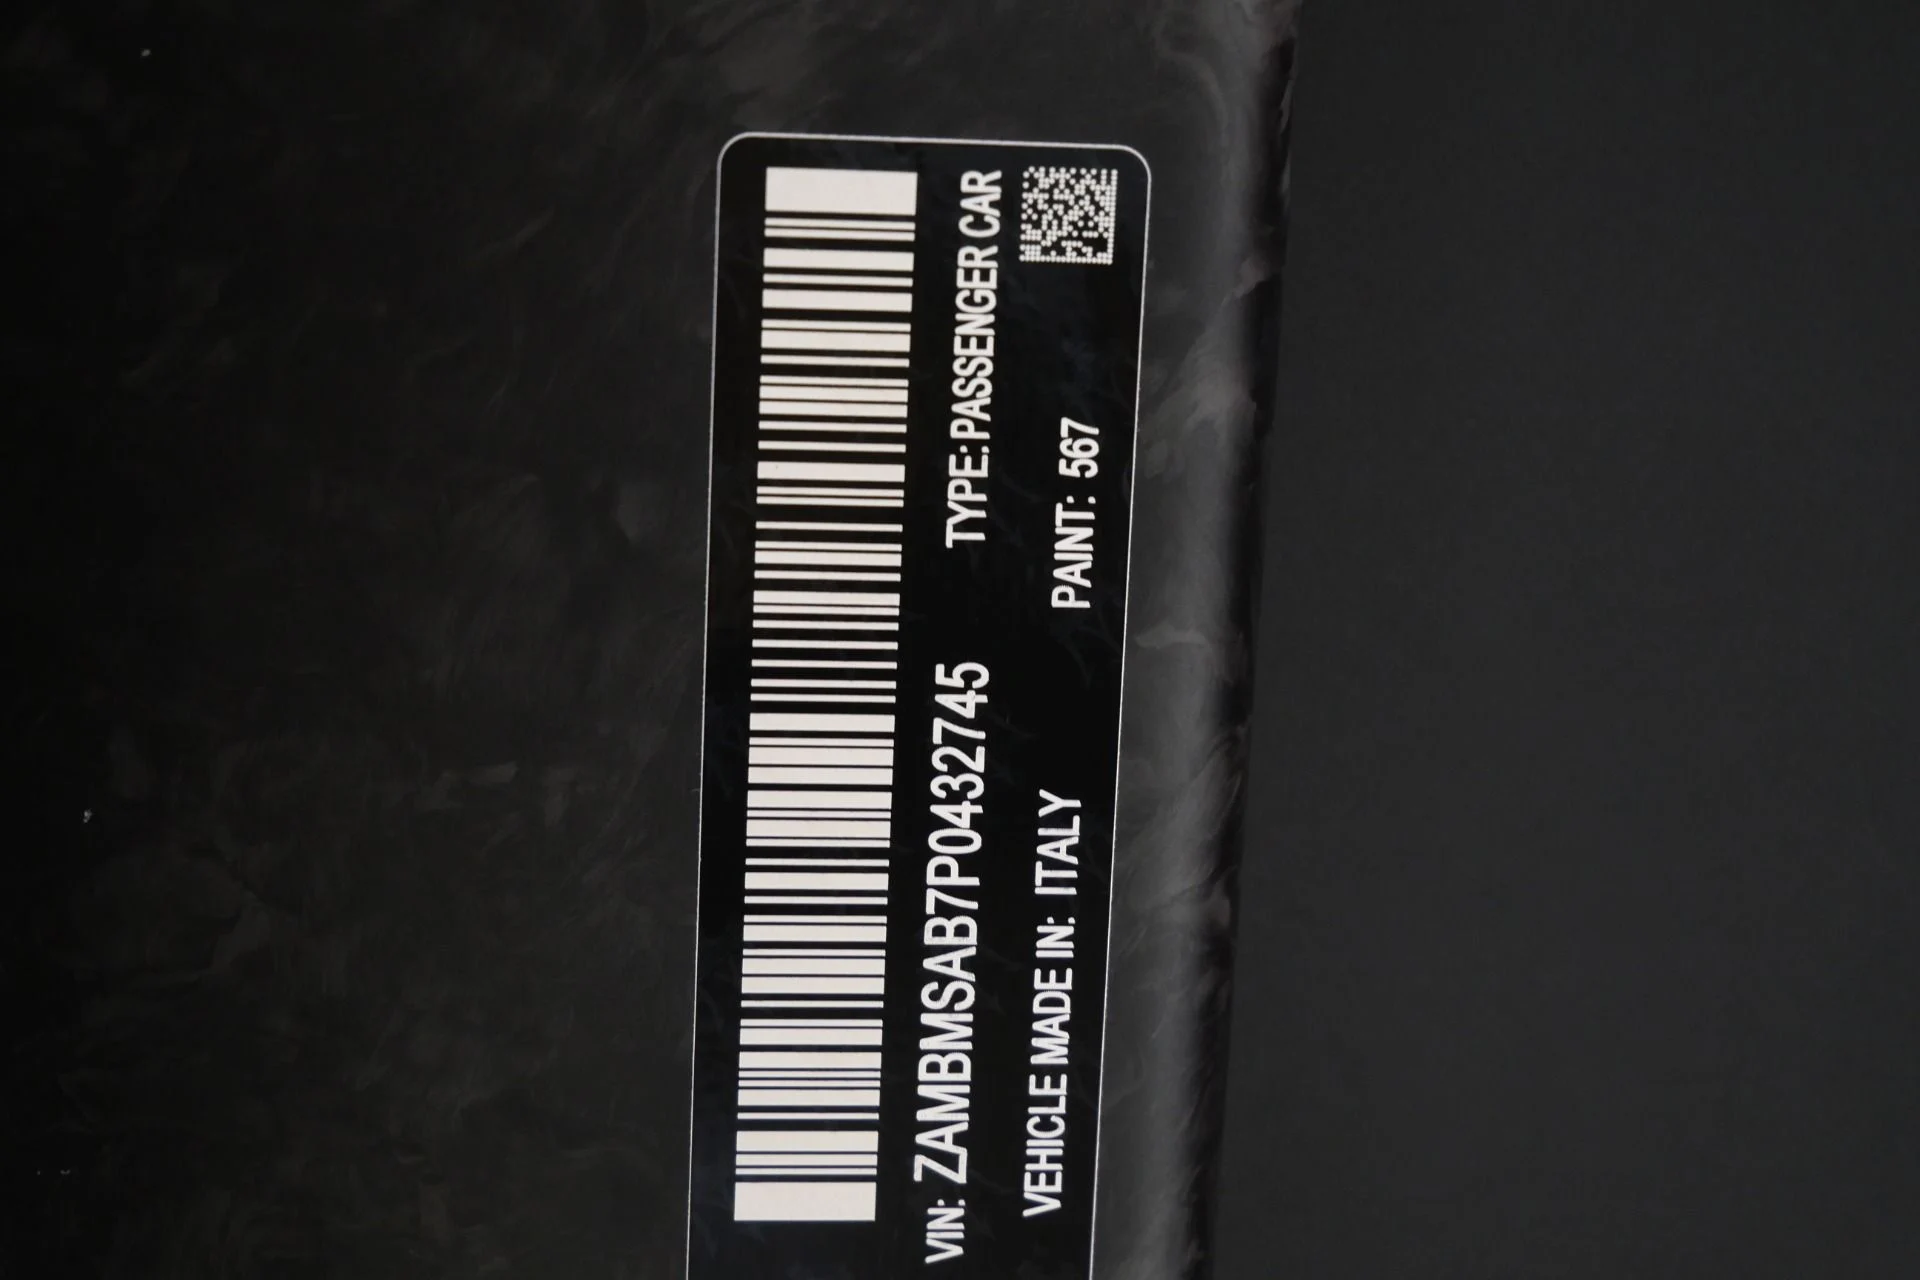 VIN: ZAMBMSAB7P0432745
TYPE: PASSENGER CAR
VEHICLE MADE IN: ITALY
PAINT: 567